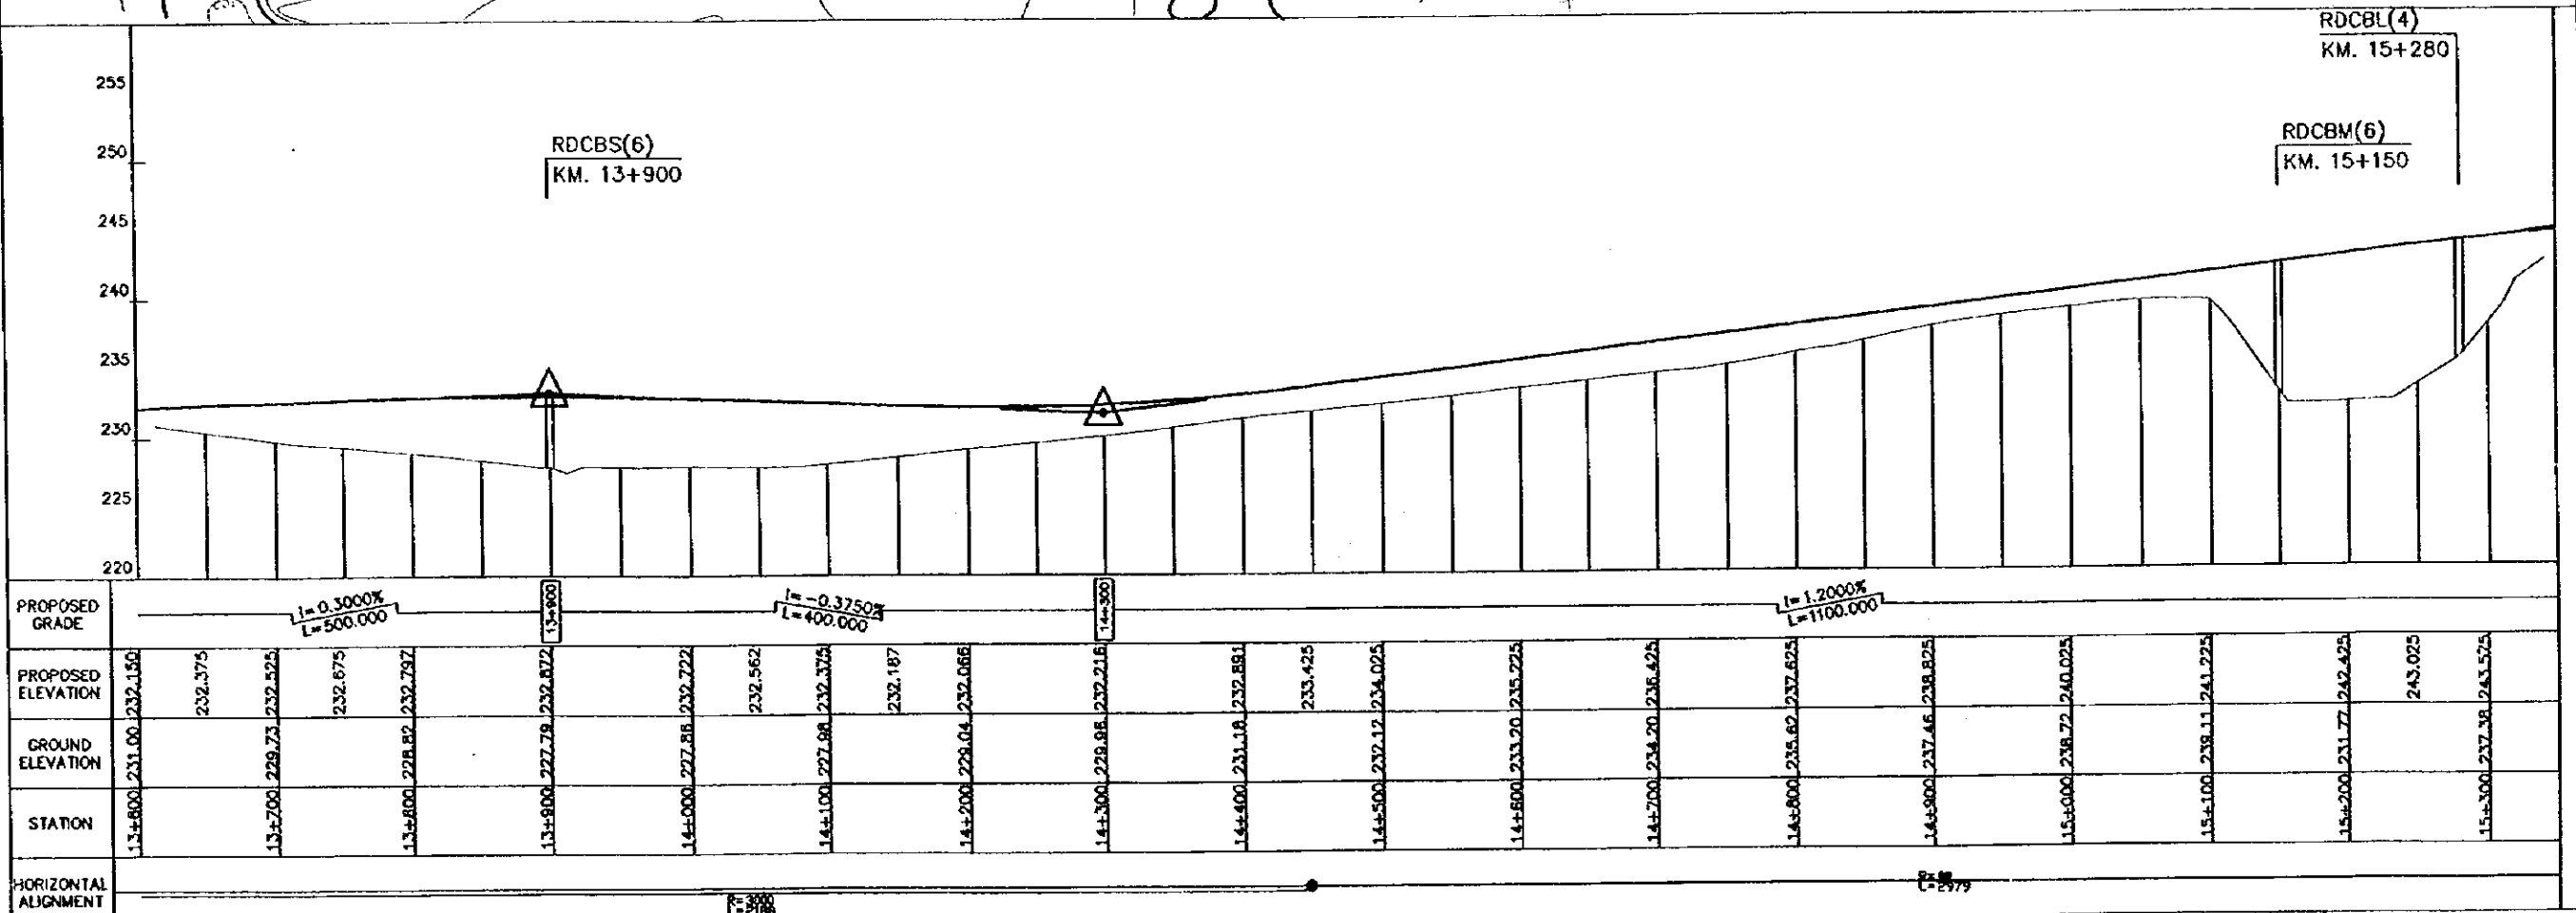 RDCBL(4)
KM. 15+280
RDCBM(6)
KM. 15+150
RDCBS(6)
KM. 13+900
255
250
245
240
235
230
225
220
PROPOSED GRADE
I=0.3000%
L=500.000
13+900
I=-0.3750%
L=400.000
14+300
I=1.2000%
L=1100.000
PROPOSED ELEVATION
232.150 232.375 232.525 232.675 232.797 232.872 232.722 232.562 232.375 232.187 232.066 232.216 232.891 233.425 234.025 235.225 236.425 237.625 238.825 240.025 241.225 242.425 243.025 243.575
GROUND ELEVATION
231.00 229.73 228.82 227.79 227.88 227.98 229.04 229.98 231.18 232.12 233.20 234.20 235.62 237.46 238.72 239.11 231.77 237.38
STATION
13+600 13+700 13+800 13+900 14+000 14+100 14+200 14+300 14+400 14+500 14+600 14+700 14+800 14+900 15+000 15+100 15+200 15+300
HORIZONTAL ALIGNMENT
R=3000
L=2979